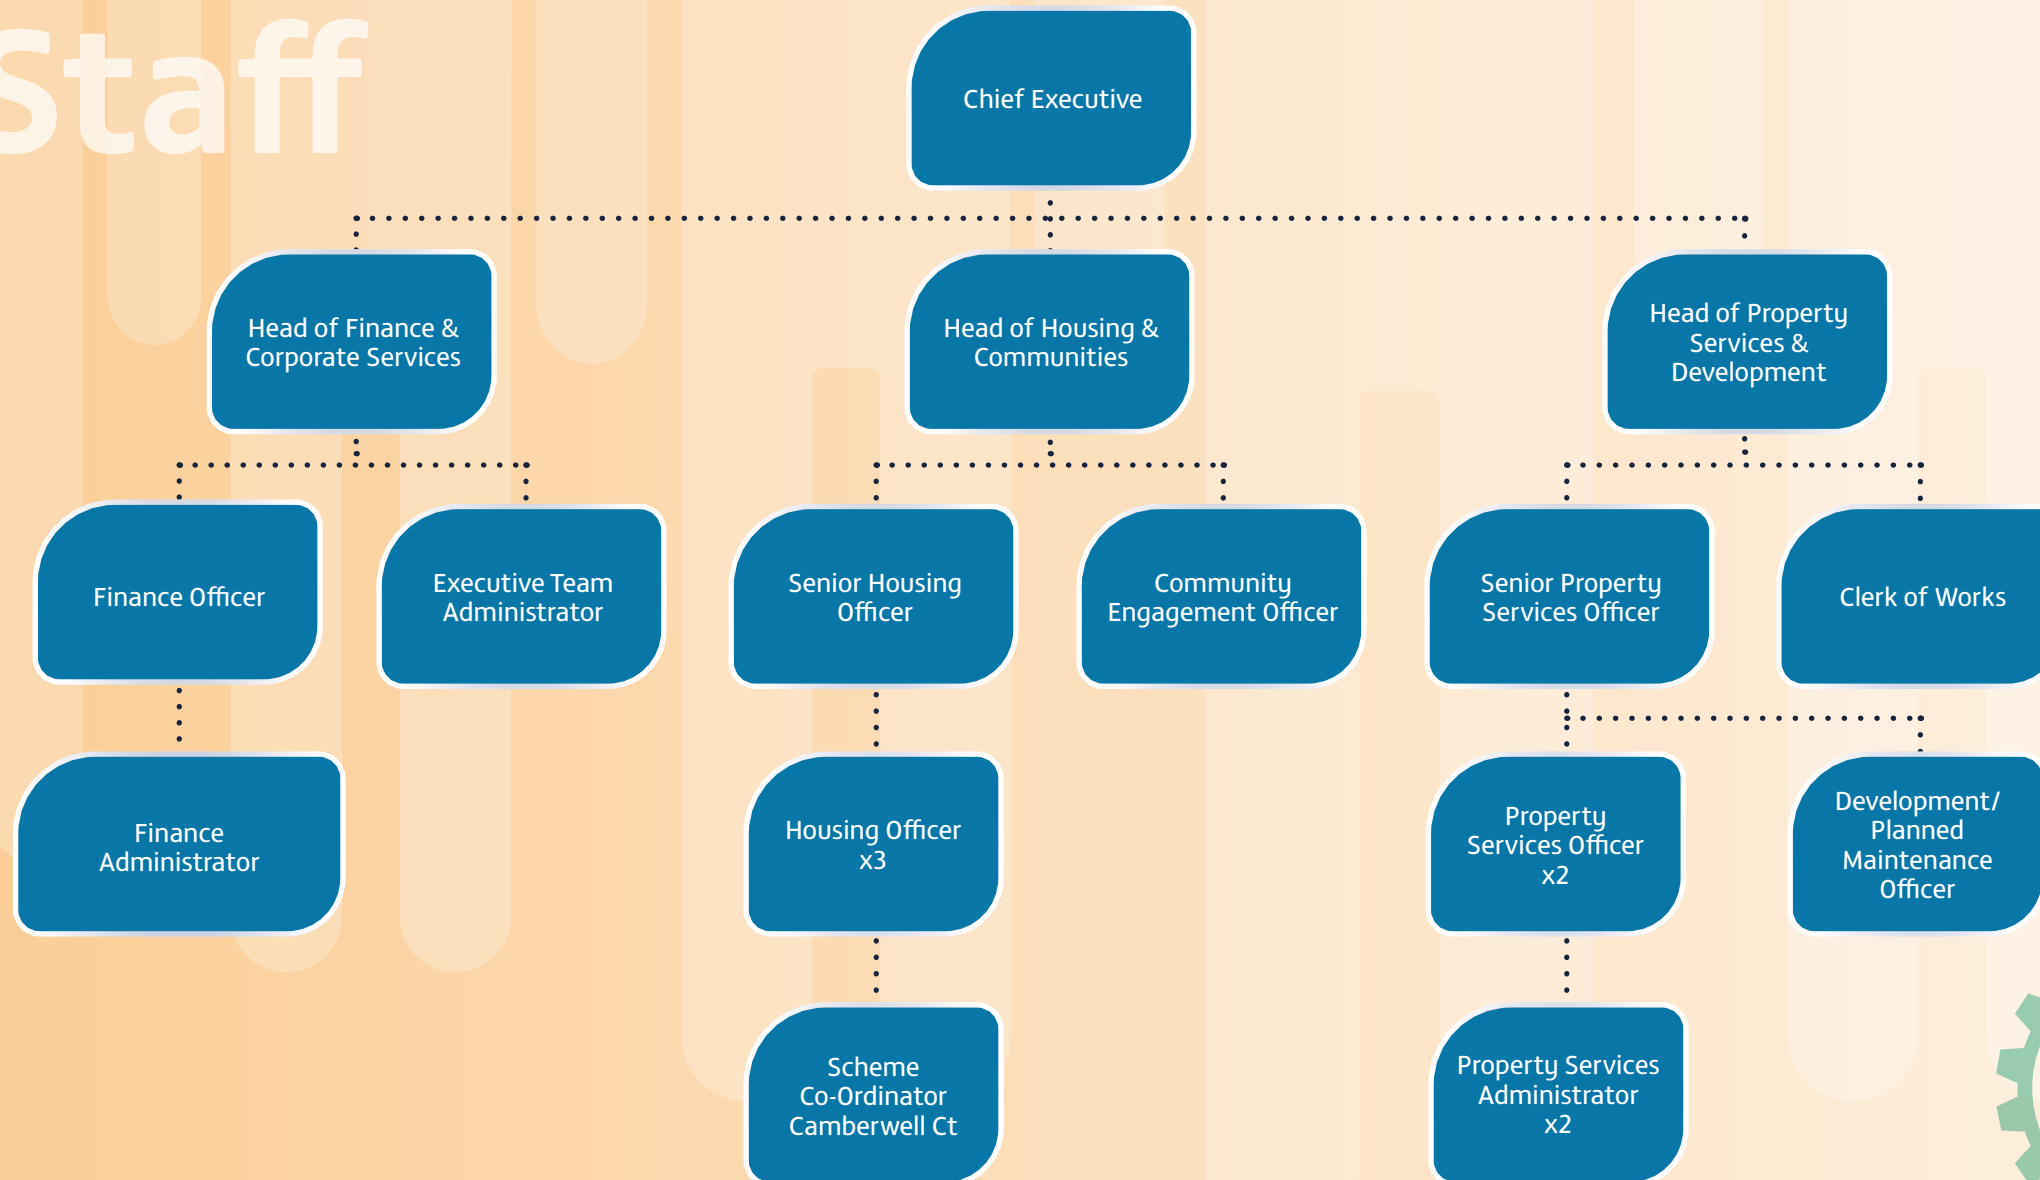 Staff
Chief Executive
Head of Finance &
Corporate Services
Head of Housing &
Communities
Head of Property
Services &
Development
Finance Officer
Executive Team
Administrator
Senior Housing
Officer
Community
Engagement Officer
Senior Property
Services Officer
Clerk of Works
Finance
Administrator
Housing Officer
x3
Property
Services Officer
x2
Development/
Planned
Maintenance
Officer
Scheme
Co-Ordinator
Camberwell Ct
Property Services
Administrator
x2